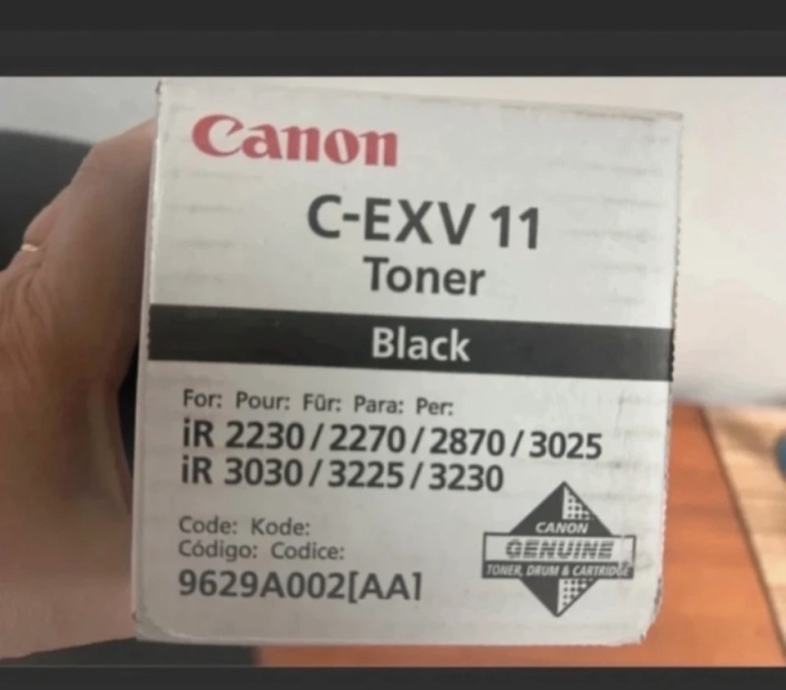 Canon
C-EXV 11
Toner
Black
For: Pour: Für: Para: Per:
iR 2230/2270/2870/3025
iR 3030/3225/3230
Code: Kode:
Código: Codice:
9629A002[AA]
CANON
GENUINE
TONER, DRUM & CARTRIDGE